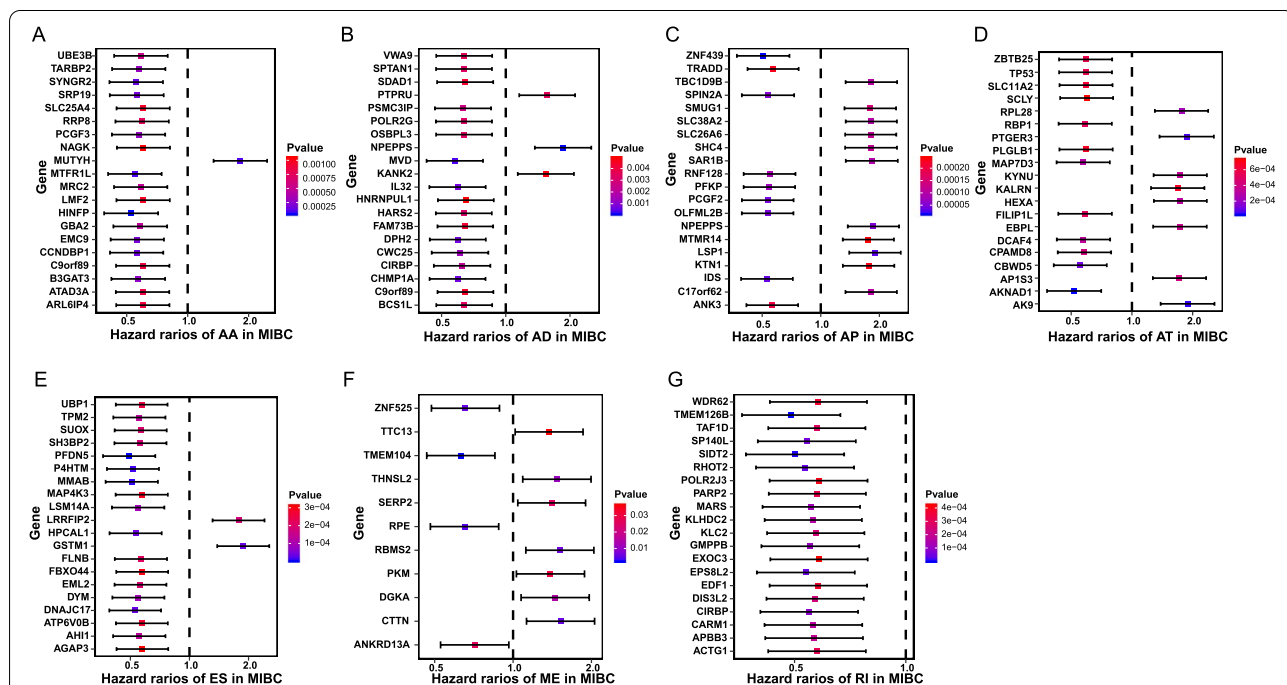 A
UBE3B
TARBP2
SYNGR2
SRP19
SLC25A4
RRP8
PCGF3
NAGK
MUTYH
MTFR1L
MRC2
LMF2
HINFP
GBA2
EMC9
CCNDBP1
C9orf89
B3GAT3
ATAD3A
ARL6IP4
Gene
0.5 1.0 2.0
Hazard rarios of AA in MIBC
Pvalue
0.00100
0.00075
0.00050
0.00025
B
VWA9
SPTAN1
SDAD1
PTPRU
PSMC3IP
POLR2G
OSBPL3
NPEPPS
MVD
KANK2
IL32
HNRNPUL1
HARS2
FAM73B
DPH2
CWC25
CIRBP
CHMP1A
C9orf89
BCS1L
Gene
0.5 1.0 2.0
Hazard rarios of AD in MIBC
Pvalue
0.004
0.003
0.002
0.001
C
ZNF439
TRADD
TBC1D9B
SPIN2A
SMUG1
SLC38A2
SLC26A6
SHC4
SAR1B
RNF128
PFKP
PCGF2
OLFML2B
NPEPPS
MTMR14
LSP1
KTN1
IDS
C17orf62
ANK3
Gene
0.5 1.0 2.0
Hazard rarios of AP in MIBC
Pvalue
0.00020
0.00015
0.00010
0.00005
D
ZBTB25
TP53
SLC11A2
SCLY
RPL28
RBP1
PTGER3
PLGLB1
MAP7D3
KYNU
KALRN
HEXA
FILIP1L
EBPL
DCAF4
CPAMD8
CBWD5
AP1S3
AKNAD1
AK9
Gene
0.5 1.0 2.0
Hazard rarios of AT in MIBC
Pvalue
6e−04
4e−04
2e−04
E
UBP1
TPM2
SUOX
SH3BP2
PFDN5
P4HTM
MMAB
MAP4K3
LSM14A
LRRFIP2
HPCAL1
GSTM1
FLNB
FBXO44
EML2
DYM
DNAJC17
ATP6V0B
AHI1
AGAP3
Gene
0.5 1.0 2.0
Hazard rarios of ES in MIBC
Pvalue
3e−04
2e−04
1e−04
F
ZNF525
TTC13
TMEM104
THNSL2
SERP2
RPE
RBMS2
PKM
DGKA
CTTN
ANKRD13A
Gene
0.5 1.0 2.0
Hazard rarios of ME in MIBC
Pvalue
0.03
0.02
0.01
G
WDR62
TMEM126B
TAF1D
SP140L
SIDT2
RHOT2
POLR2J3
PARP2
MARS
KLHDC2
KLC2
GMPPB
EXOC3
EPS8L2
EDF1
DIS3L2
CIRBP
CARM1
APBB3
ACTG1
Gene
0.5 1.0
Hazard rarios of RI in MIBC
Pvalue
4e−04
3e−04
2e−04
1e−04